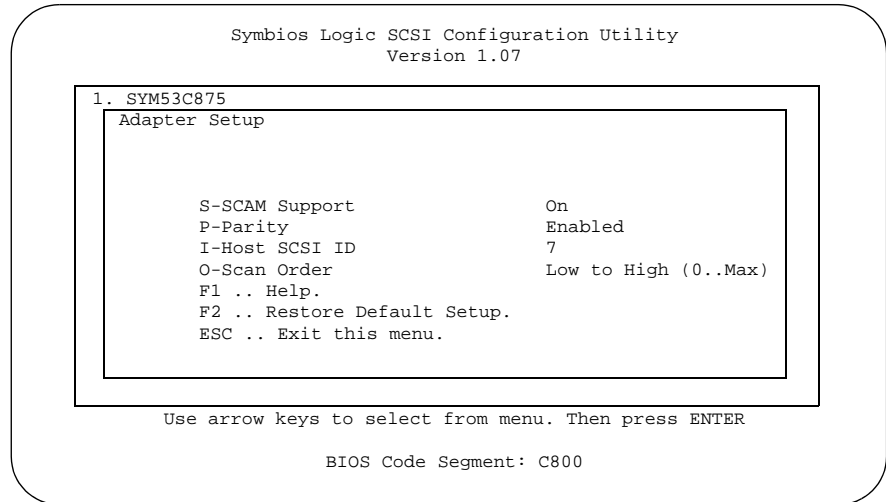 Symbios Logic SCSI Configuration Utility
Version 1.07
1. SYM53C875
Adapter Setup
S-SCAM Support On
P-Parity Enabled
I-Host SCSI ID 7
O-Scan Order Low to High (0..Max)
F1 .. Help.
F2 .. Restore Default Setup.
ESC .. Exit this menu.
Use arrow keys to select from menu. Then press ENTER
BIOS Code Segment: C800